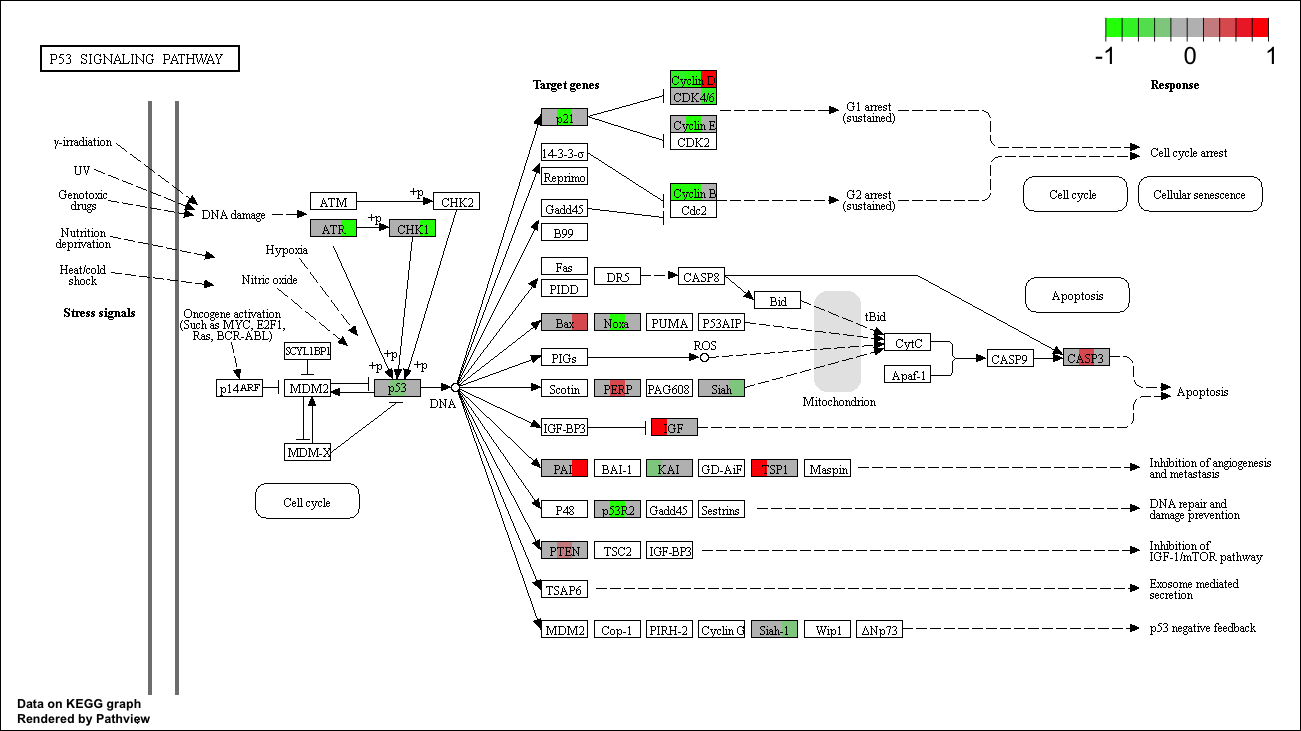 P53 SIGNALING PATHWAY
-1 0 1
Target genes
Response
Cyclin D
CDK4/6
p21
Cyclin E
CDK2
G1 arrest
(sustained)
γ-irradiation
UV
Genotoxic
drugs
Nutrition
deprivation
Heat/cold
shock
Stress signals
DNA damage
ATM
+p
CHK2
ATR
+p
CHK1
Hypoxia
Nitric oxide
Oncogene activation
(Such as MYC, E2F1,
Ras, BCR-ABL)
SCYL1BP1
+p
+p
+p
p14ARF
MDM2
p53
DNA
MDM-X
Cell cycle
14-3-3-σ
Reprimo
Gadd45
B99
Cyclin B
Cdc2
G2 arrest
(sustained)
Cell cycle arrest
Cell cycle
Cellular senescence
Fas
PIDD
DR5
CASP8
Bid
tBid
Apoptosis
Bax
Noxa
PUMA
P53AIP
PIGs
ROS
CytC
CASP9
CASP3
Apaf-1
Mitochondrion
Scotin
PERP
PAG608
Siah
Apoptosis
IGF-BP3
IGF
PAI
BAI-1
KAI
GD-AiF
TSP1
Maspin
Inhibition of angiogenesis
and metastasis
P48
p53R2
Gadd45
Sestrins
DNA repair and
damage prevention
PTEN
TSC2
IGF-BP3
Inhibition of
IGF-1/mTOR pathway
TSAP6
Exosome mediated
secretion
MDM2
Cop-1
PIRH-2
Cyclin G
Siah-1
Wip1
ΔNp73
p53 negative feedback
Data on KEGG graph
Rendered by Pathview